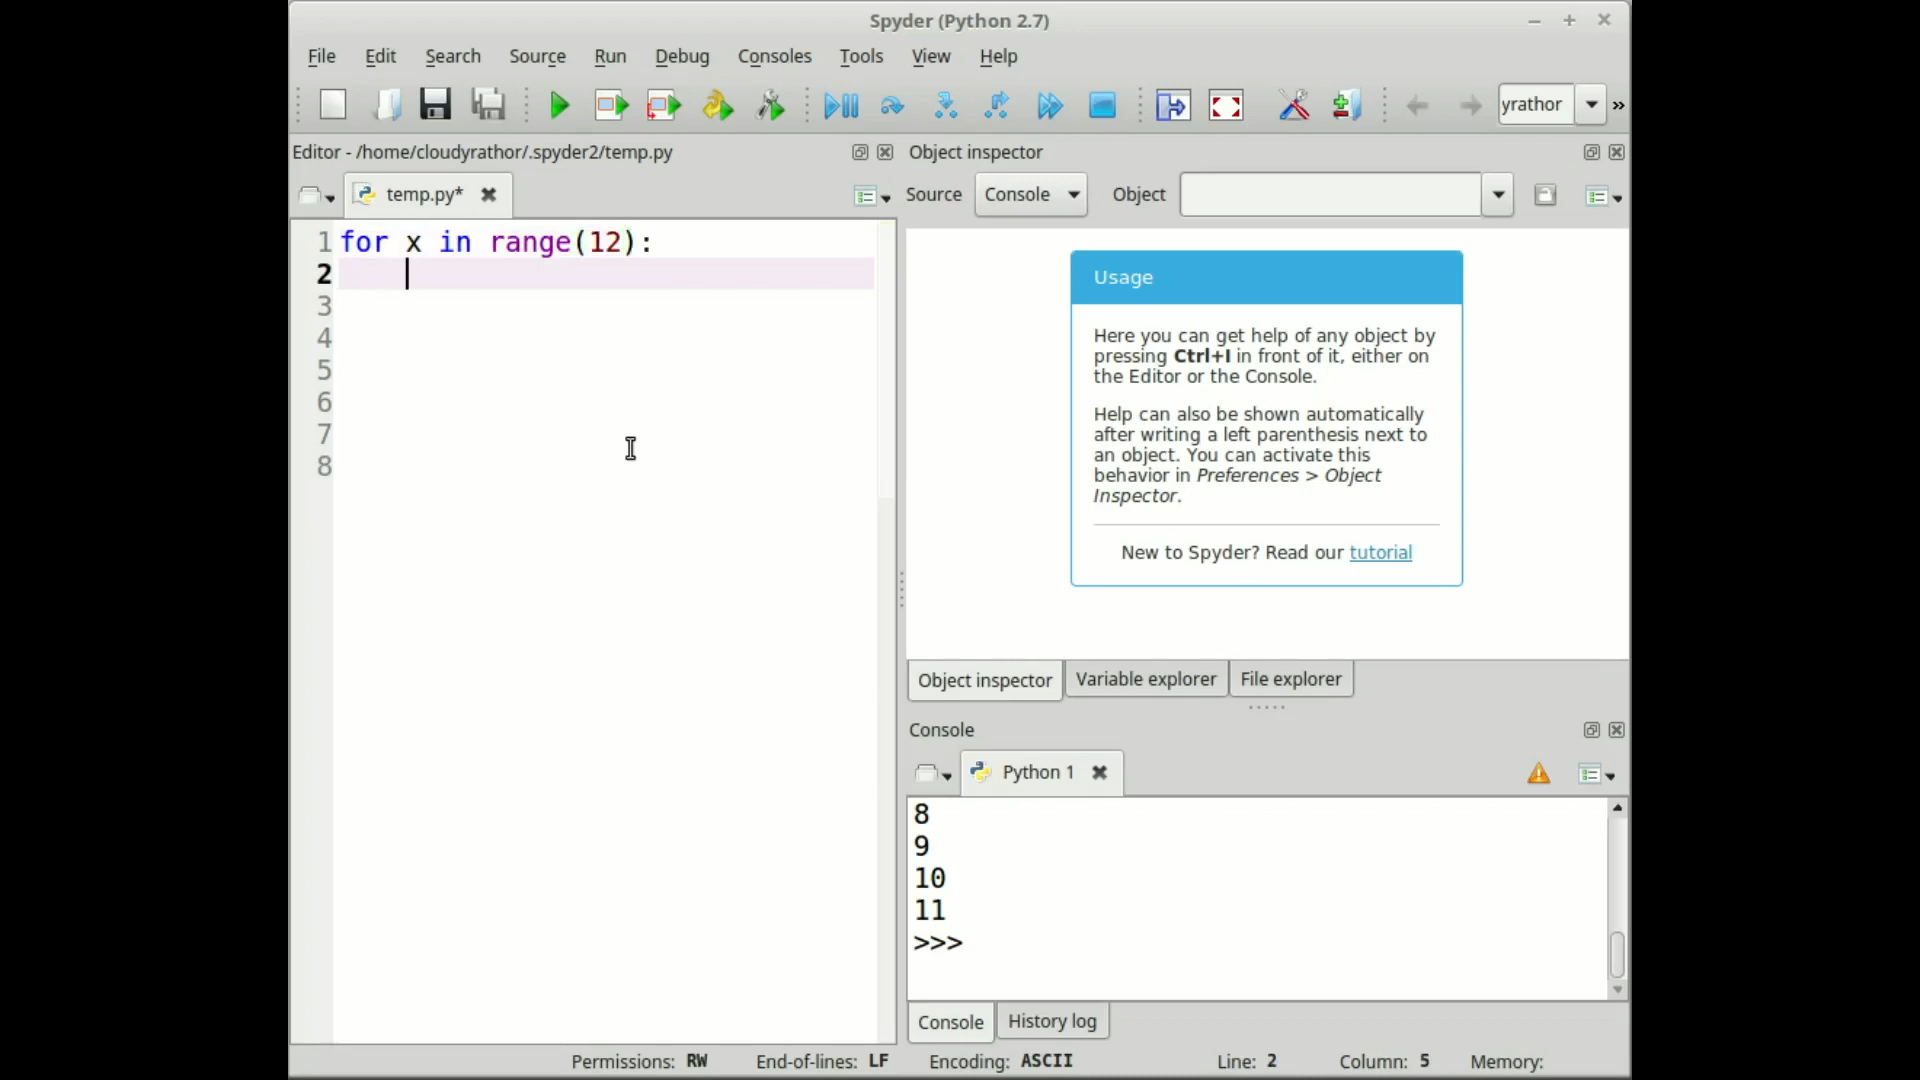 Spyder (Python 2.7)
File Edit Search Source Run Debug Consoles Tools View Help
yrathor »
Editor - /home/cloudyrathor/.spyder2/temp.py
temp.py*
1 for x in range(12):
2
3
4
5
6
7
8
Object inspector
Source Console Object
Usage
Here you can get help of any object by
pressing Ctrl+I in front of it, either on
the Editor or the Console.
Help can also be shown automatically
after writing a left parenthesis next to
an object. You can activate this
behavior in Preferences > Object
Inspector.
New to Spyder? Read our tutorial
Object inspector Variable explorer File explorer
Console
Python 1
8
9
10
11
>>>
Console History log
Permissions: RW End-of-lines: LF Encoding: ASCII Line: 2 Column: 5 Memory: